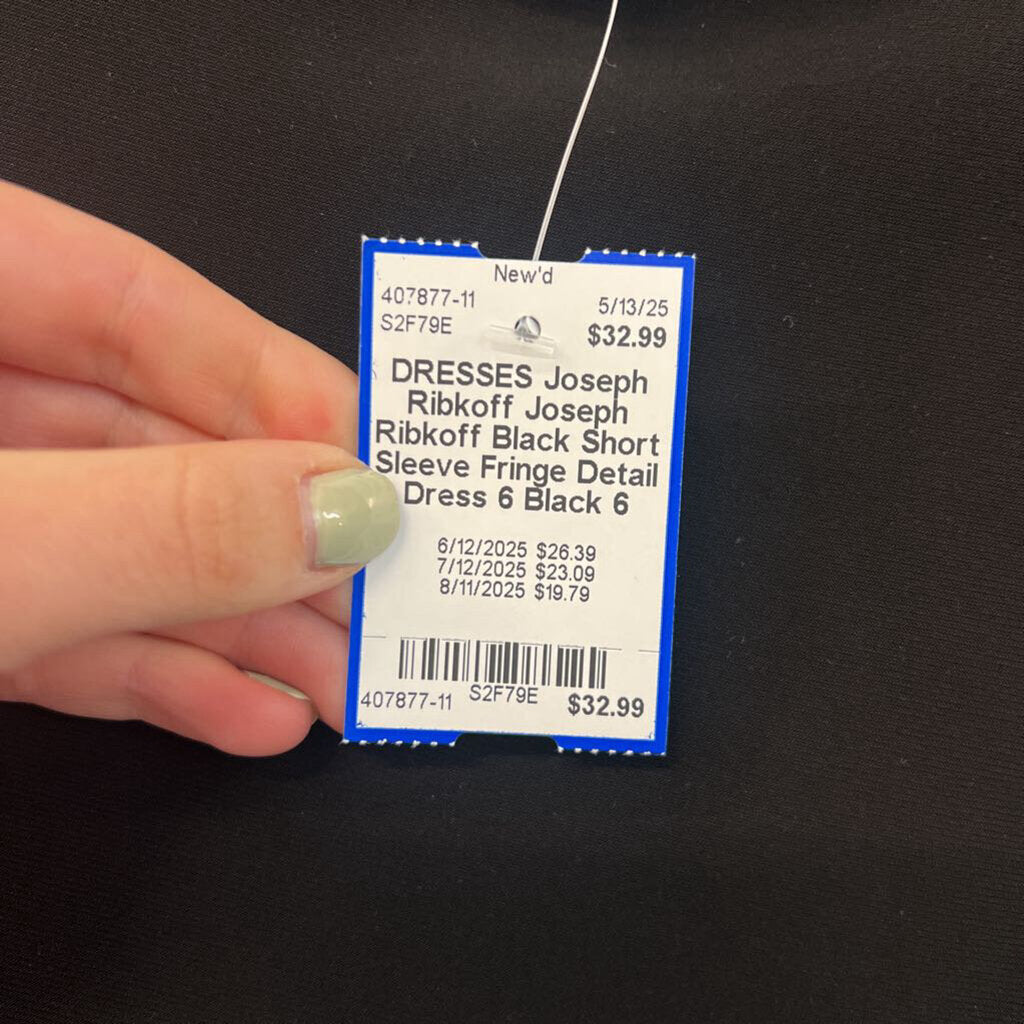 New'd
407877-11 5/13/25
S2F79E $32.99
DRESSES Joseph
Ribkoff Joseph
Ribkoff Black Short
Sleeve Fringe Detail
Dress 6 Black 6
6/12/2025 $26.39
7/12/2025 $23.09
8/11/2025 $19.79
407877-11 S2F79E $32.99